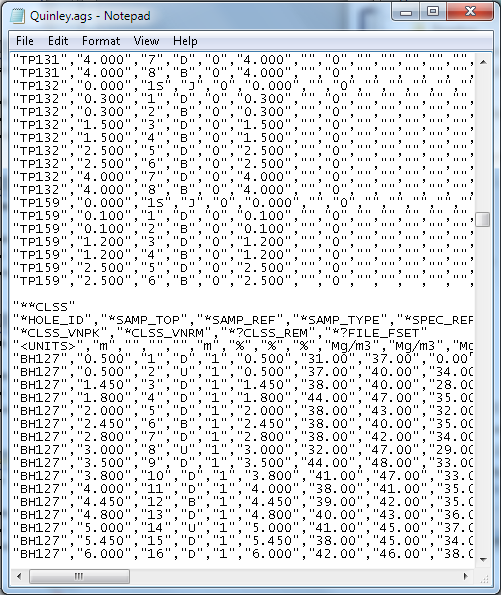 Quinley.ags - Notepad
File Edit Format View Help
"TP131","4.000","7","D","0","4.000","","0","","","","","",
"TP131","4.000","8","B","0","4.000","","0","","","","","",
"TP132","0.000","1S","J","0","0.000","","0","","","","",""
"TP132","0.300","1","D","0","0.300","","0","","","","","",
"TP132","0.300","2","B","0","0.300","","0","","","","","",
"TP132","1.500","3","D","0","1.500","","0","","","","","",
"TP132","1.500","4","B","0","1.500","","0","","","","","",
"TP132","2.500","5","D","0","2.500","","0","","","","","",
"TP132","2.500","6","B","0","2.500","","0","","","","","",
"TP132","4.000","7","D","0","4.000","","0","","","","","",
"TP132","4.000","8","B","0","4.000","","0","","","","","",
"TP159","0.000","1S","J","0","0.000","","0","","","","",""
"TP159","0.100","1","D","0","0.100","","0","","","","","",
"TP159","0.100","2","B","0","0.100","","0","","","","","",
"TP159","1.200","3","D","0","1.200","","0","","","","","",
"TP159","1.200","4","B","0","1.200","","0","","","","","",
"TP159","2.500","5","D","0","2.500","","0","","","","","",
"TP159","2.500","6","B","0","2.500","","0","","","","","",
"**CLSS"
"*HOLE_ID","*SAMP_TOP","*SAMP_REF","*SAMP_TYPE","*SPEC_REF
"*CLSS_VNPK","*CLSS_VNRM","*?CLSS_REM","*?FILE_FSET"
"<UNITS>","m","","","","m","%","%","%","Mg/m3","Mg/m3","Mg
"BH127","0.500","1","D","1","0.500","31.00","37.00","0.00"
"BH127","0.500","2","U","1","0.500","37.00","40.00","34.00
"BH127","1.450","3","D","1","1.450","38.00","40.00","28.00
"BH127","1.800","4","D","1","1.800","44.00","47.00","35.00
"BH127","2.000","5","D","1","2.000","38.00","43.00","32.00
"BH127","2.450","6","B","1","2.450","38.00","40.00","35.00
"BH127","2.800","7","D","1","2.800","38.00","42.00","34.00
"BH127","3.000","8","U","1","3.000","32.00","47.00","29.00
"BH127","3.500","9","D","1","3.500","44.00","48.00","33.00
"BH127","3.800","10","D","1","3.800","41.00","47.00","33.0
"BH127","4.000","11","D","1","4.000","38.00","41.00","35.0
"BH127","4.450","12","B","1","4.450","39.00","42.00","35.0
"BH127","4.800","13","D","1","4.800","40.00","43.00","36.0
"BH127","5.000","14","U","1","5.000","41.00","45.00","37.0
"BH127","5.450","15","D","1","5.450","38.00","45.00","34.0
"BH127","6.000","16","D","1","6.000","42.00","46.00","38.0